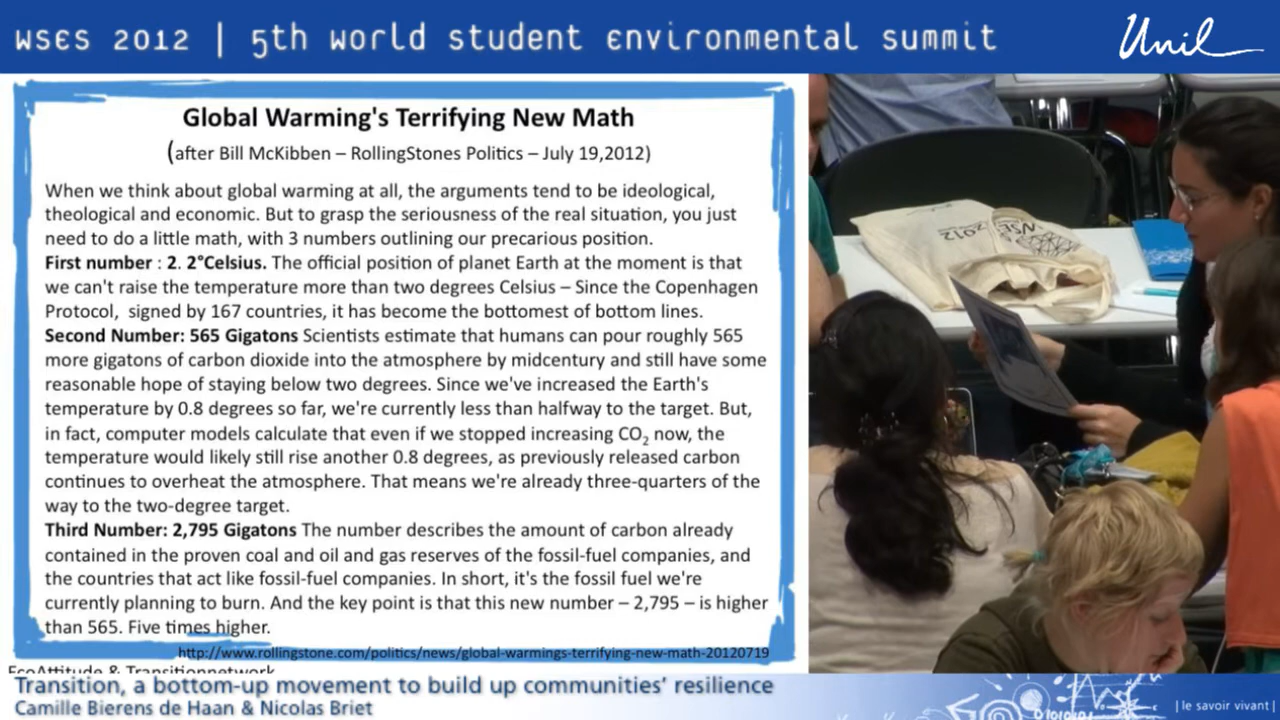 WSES 2012 | 5th world student environmental summit
Unil
Global Warming's Terrifying New Math
(after Bill McKibben – RollingStones Politics – July 19,2012)
When we think about global warming at all, the arguments tend to be ideological,
theological and economic. But to grasp the seriousness of the real situation, you just
need to do a little math, with 3 numbers outlining our precarious position.
First number : 2. 2°Celsius. The official position of planet Earth at the moment is that
we can't raise the temperature more than two degrees Celsius – Since the Copenhagen
Protocol, signed by 167 countries, it has become the bottomest of bottom lines.
Second Number: 565 Gigatons Scientists estimate that humans can pour roughly 565
more gigatons of carbon dioxide into the atmosphere by midcentury and still have some
reasonable hope of staying below two degrees. Since we've increased the Earth's
temperature by 0.8 degrees so far, we're currently less than halfway to the target. But,
in fact, computer models calculate that even if we stopped increasing CO₂ now, the
temperature would likely still rise another 0.8 degrees, as previously released carbon
continues to overheat the atmosphere. That means we're already three-quarters of the
way to the two-degree target.
Third Number: 2,795 Gigatons The number describes the amount of carbon already
contained in the proven coal and oil and gas reserves of the fossil-fuel companies, and
the countries that act like fossil-fuel companies. In short, it's the fossil fuel we're
currently planning to burn. And the key point is that this new number – 2,795 – is higher
than 565. Five times higher.
http://www.rollingstone.com/politics/news/global-warmings-terrifying-new-math-20120719
EcoAttitude & Transitionnetwork
Transition, a bottom-up movement to build up communities' resilience
Camille Bierens de Haan & Nicolas Briet
| le savoir vivant |
WSES
2012